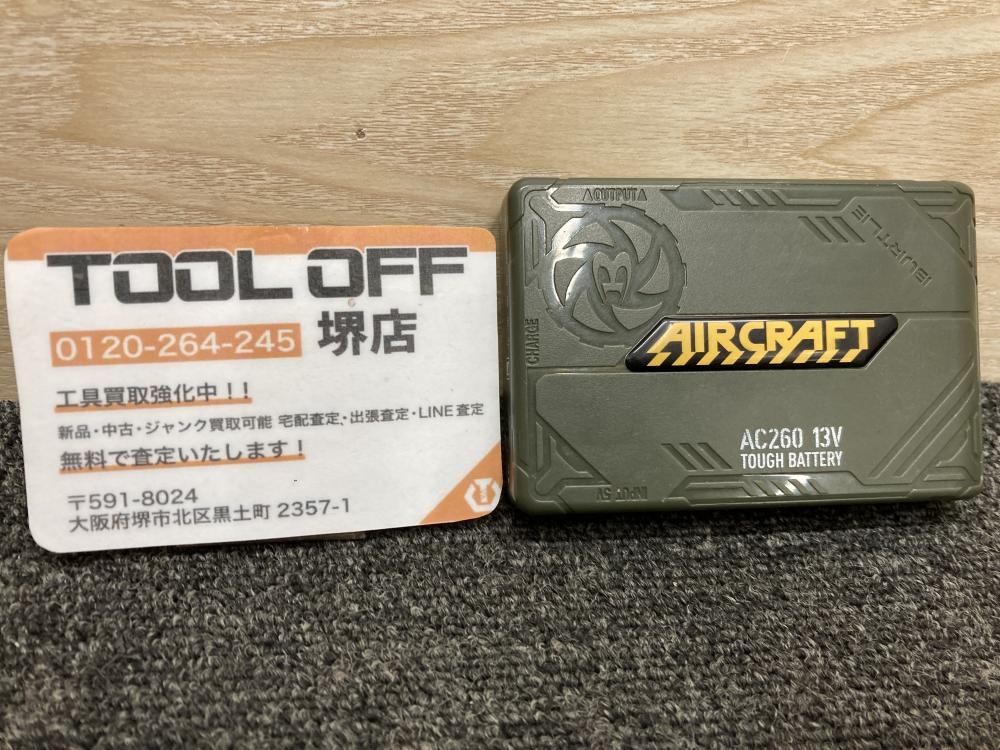 TOOL OFF
0120-264-245 堺店
工具買取強化中!!
新品・中古・ジャンク買取可能 宅配査定・出張査定・LINE査定
無料で査定いたします!
〒591-8024
大阪府堺市北区黒土町 2357-1
△OUTPUT△
BURTLE
CHARGE
AIRCRAFT
AC260 13V
TOUGH BATTERY
INPUT 5V